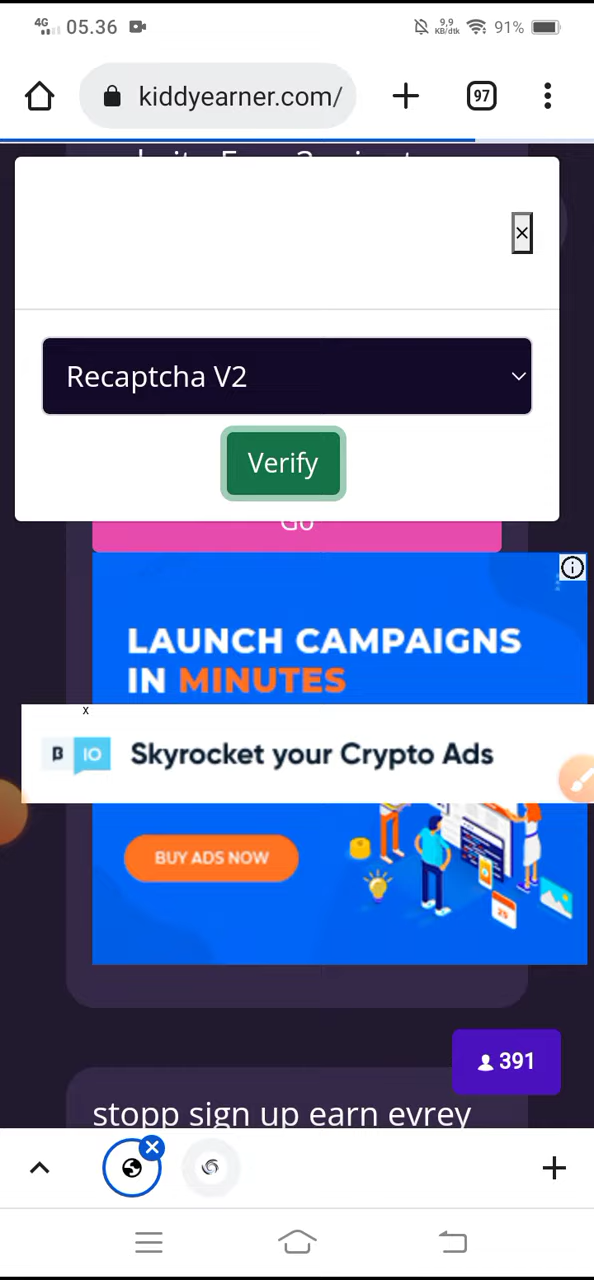 4G 05.36 9,9 KB/dtk 91%
kiddyearner.com/ 97
×
Recaptcha V2
Verify
Go
LAUNCH CAMPAIGNS
IN MINUTES
x
B IO Skyrocket your Crypto Ads
BUY ADS NOW
391
stopp sign up earn evrey